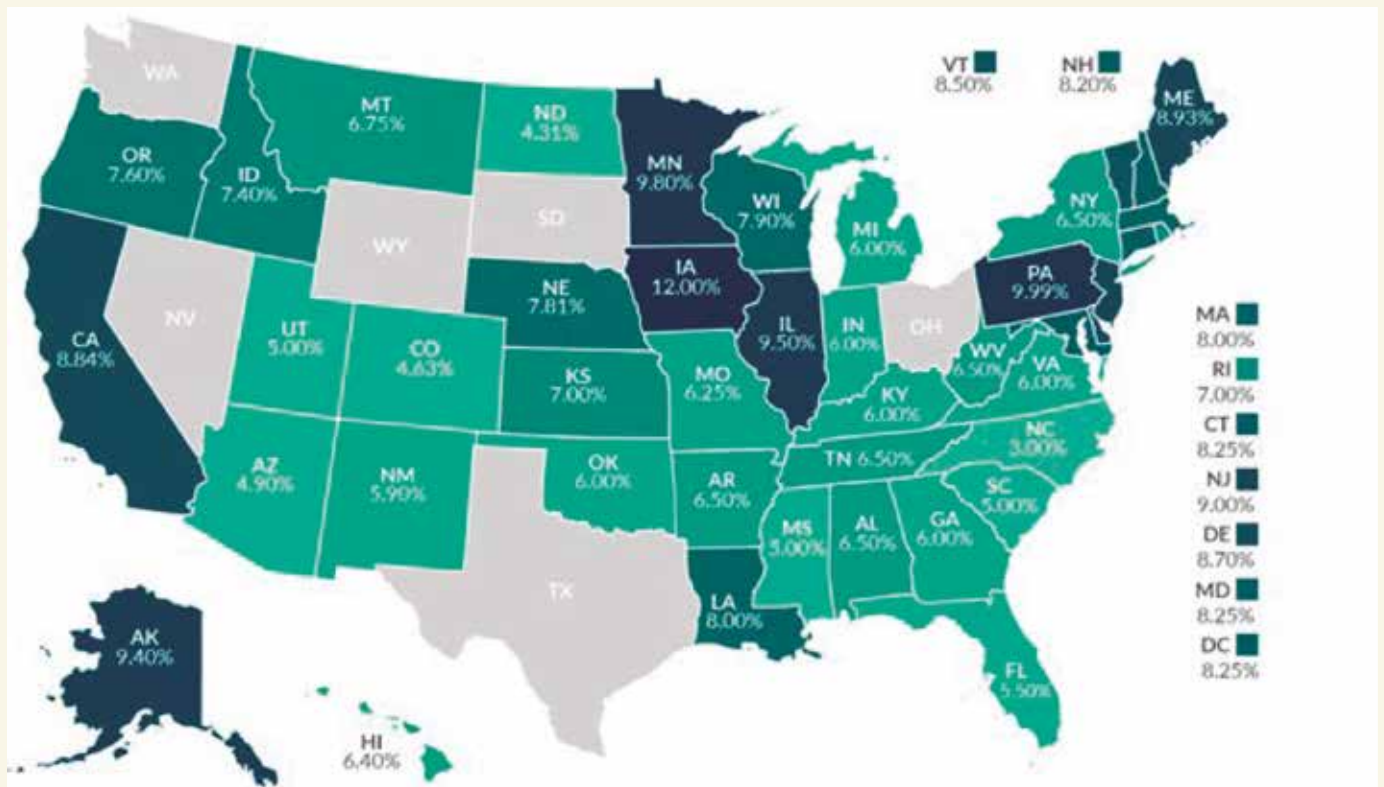 WA
VT
8.50%
NH
8.20%
ME
8.93%
MT
6.75%
ND
4.31%
OR
7.60%
ID
7.40%
MN
9.80%
WI
7.90%
NY
6.50%
SD
WY
MI
6.00%
IA
12.00%
PA
9.99%
NE
7.81%
NV
UT
5.00%
CO
4.63%
CA
8.84%
IL
9.50%
IN
6.00%
OH
WV
6.50%
VA
6.00%
MA
8.00%
KS
7.00%
MO
6.25%
KY
6.00%
RI
7.00%
NC
3.00%
CT
8.25%
TN 6.50%
AZ
4.90%
NM
5.90%
OK
6.00%
AR
6.50%
SC
5.00%
NJ
9.00%
MS
5.00%
AL
6.50%
GA
6.00%
DE
8.70%
TX
LA
8.00%
MD
8.25%
AK
9.40%
DC
8.25%
FL
5.50%
HI
6.40%